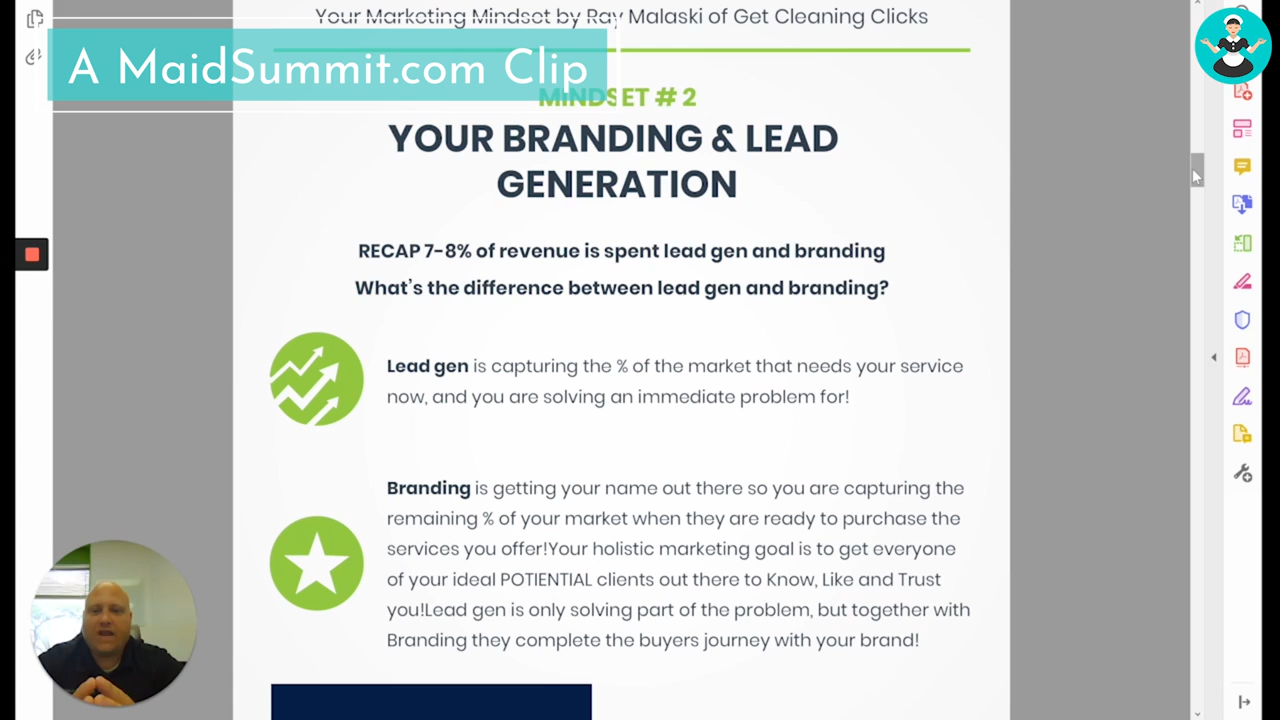 Your Marketing Mindset by Ray Malaski of Get Cleaning Clicks
A MaidSummit.com Clip
MINDSET # 2
YOUR BRANDING & LEAD
GENERATION
RECAP 7-8% of revenue is spent lead gen and branding
What's the difference between lead gen and branding?
Lead gen is capturing the % of the market that needs your service
now, and you are solving an immediate problem for!
Branding is getting your name out there so you are capturing the
remaining % of your market when they are ready to purchase the
services you offer!Your holistic marketing goal is to get everyone
of your ideal POTIENTIAL clients out there to Know, Like and Trust
you!Lead gen is only solving part of the problem, but together with
Branding they complete the buyers journey with your brand!